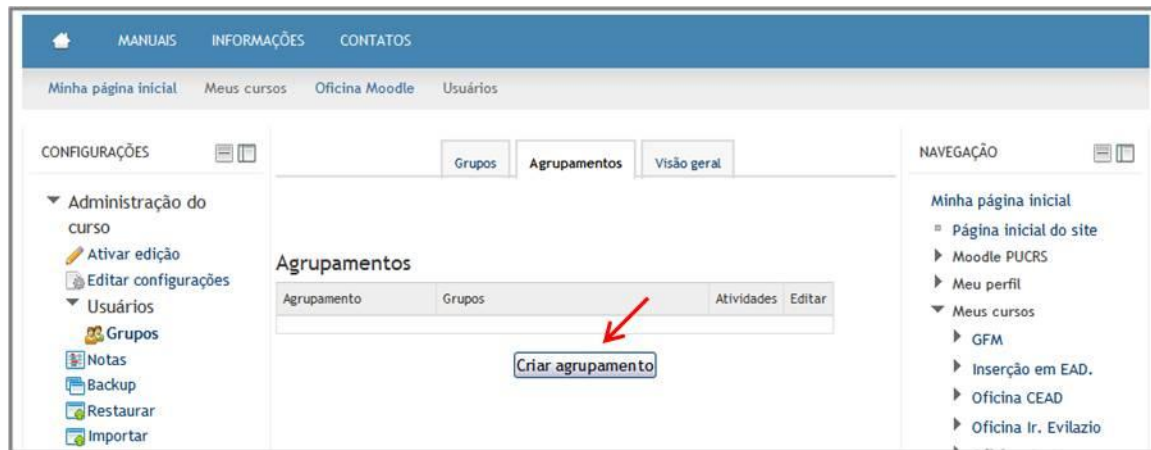 MANUAIS INFORMAÇÕES CONTATOS
Minha página inicial Meus cursos Oficina Moodle Usuários
CONFIGURAÇÕES
Administração do
curso
Ativar edição
Editar configurações
Usuários
Grupos
Notas
Backup
Restaurar
Importar
Grupos Agrupamentos Visão geral
Agrupamentos
Agrupamento Grupos Atividades Editar
Criar agrupamento
NAVEGAÇÃO
Minha página inicial
Página inicial do site
Moodle PUCRS
Meu perfil
Meus cursos
GFM
Inserção em EAD.
Oficina CEAD
Oficina Ir. Evilazio